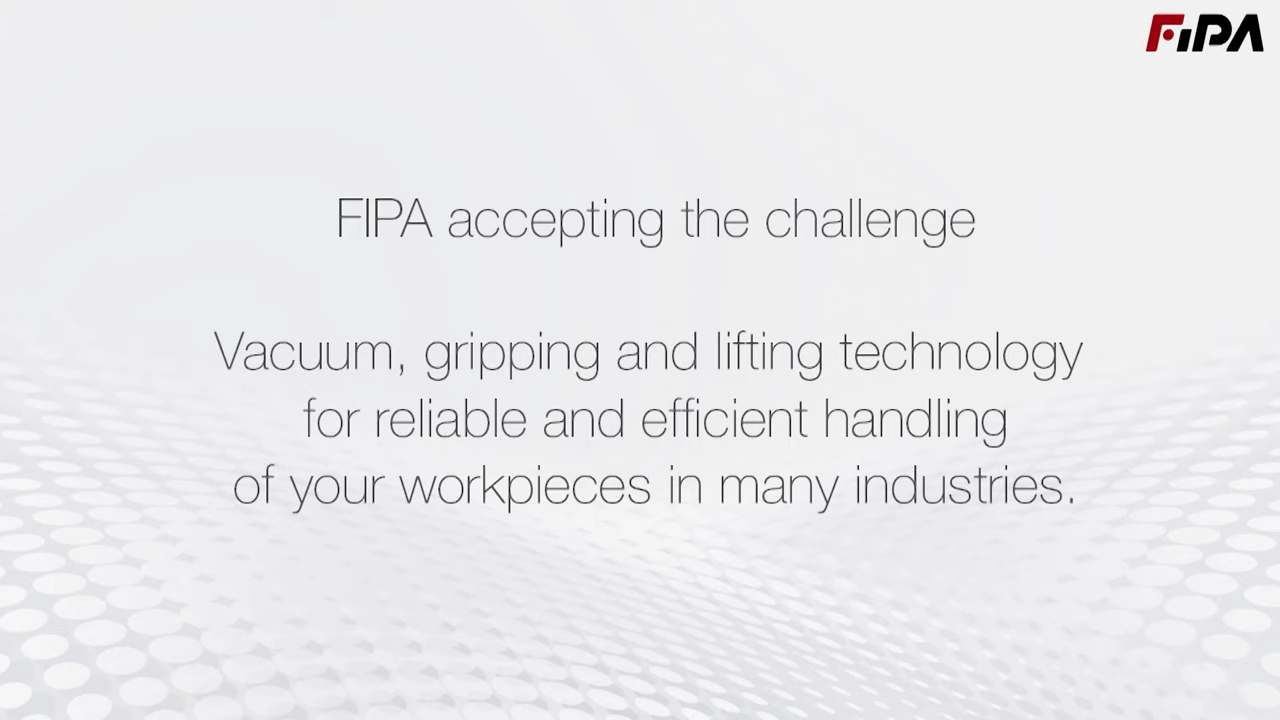 FIPA
FIPA accepting the challenge
Vacuum, gripping and lifting technology
for reliable and efficient handling
of your workpieces in many industries.